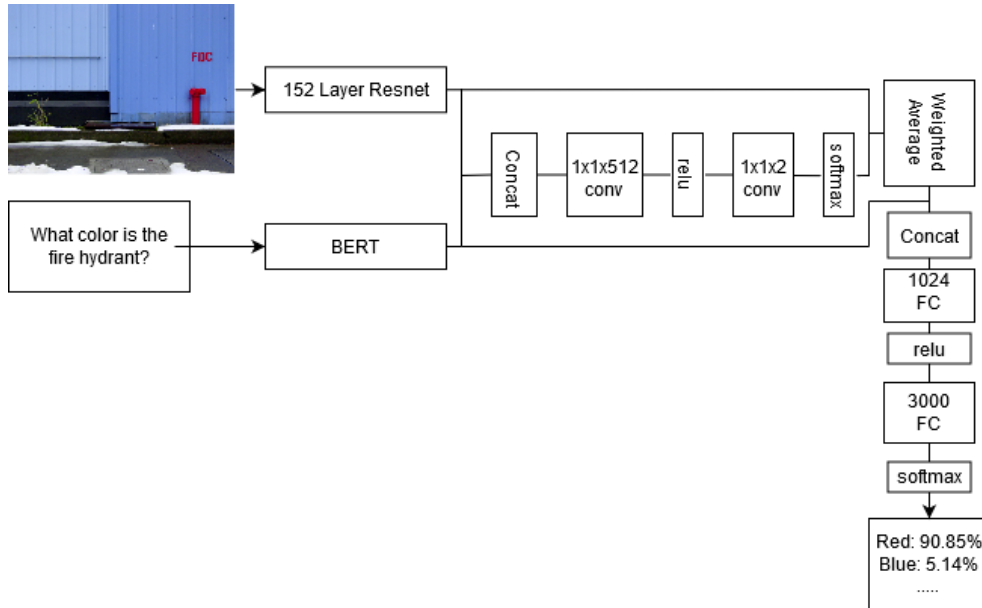 FDC
152 Layer Resnet
Weighted
Average
Concat
1x1x512
conv
relu
1x1x2
conv
softmax
What color is the
fire hydrant?
BERT
Concat
1024
FC
relu
3000
FC
softmax
Red: 90.85%
Blue: 5.14%
.....